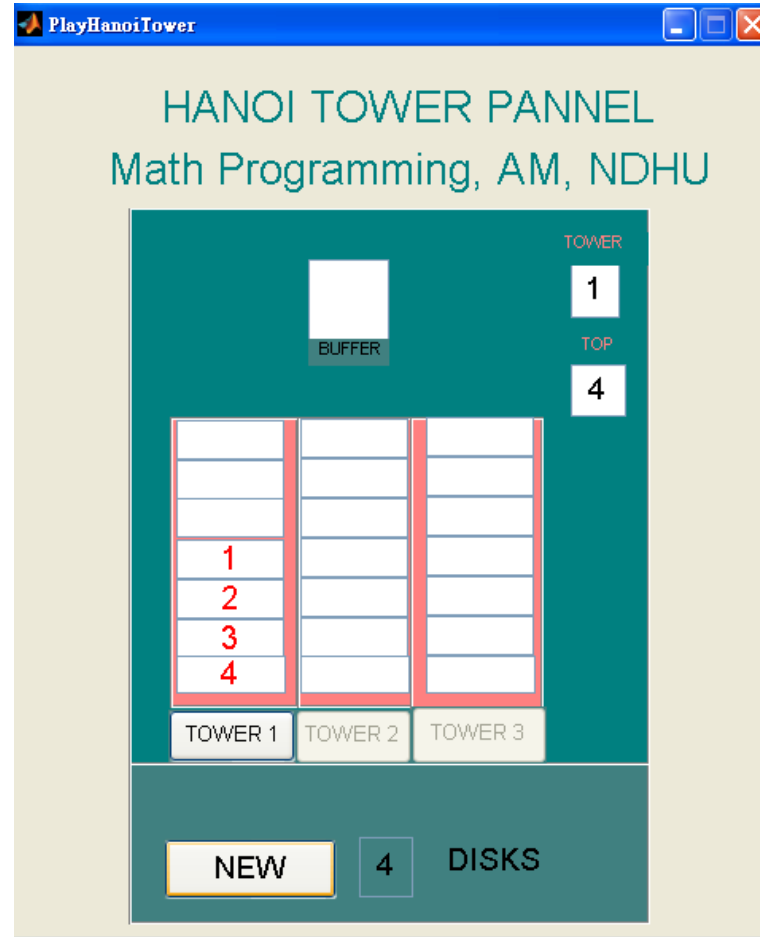 PlayHanoiTower
HANOI TOWER PANNEL
Math Programming, AM, NDHU
TOWER
1
BUFFER
TOP
4
1
2
3
4
TOWER 1 TOWER 2 TOWER 3
NEW 4 DISKS